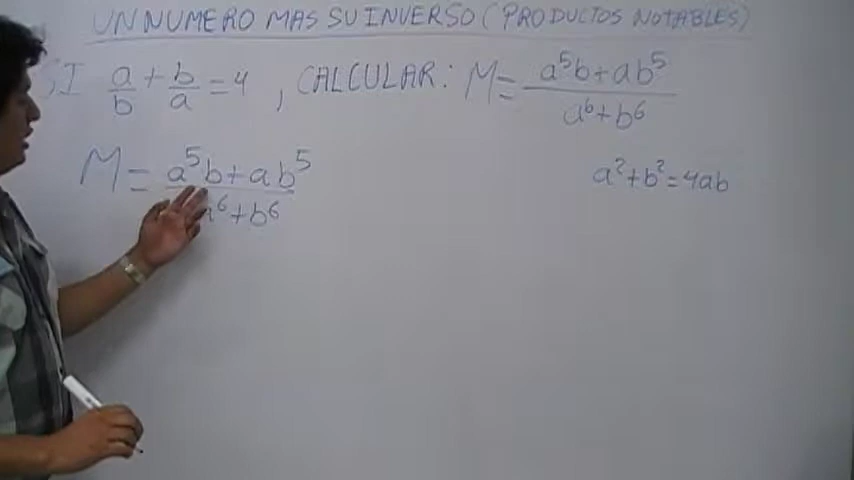 UN NUMERO MAS SU INVERSO (PRODUCTOS NOTABLES)
SI a/b + b/a = 4, CALCULAR: M = (a⁵b + ab⁵)/(a⁶ + b⁶)
M = (a⁵b + ab⁵)/(a⁶ + b⁶)
a² + b² = 4ab